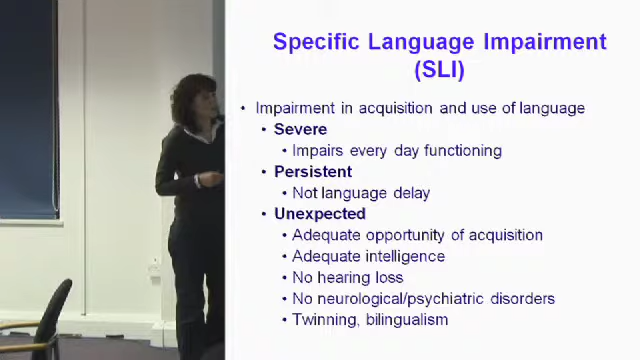 Specific Language Impairment
(SLI)
• Impairment in acquisition and use of language
• Severe
• Impairs every day functioning
• Persistent
• Not language delay
• Unexpected
• Adequate opportunity of acquisition
• Adequate intelligence
• No hearing loss
• No neurological/psychiatric disorders
• Twinning, bilingualism